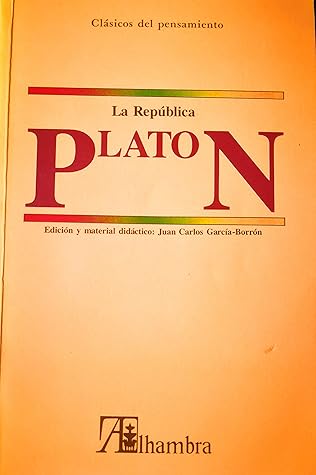 Clásicos del pensamiento
La República
PLATON
Edición y material didáctico: Juan Carlos García-Borrón
Alhambra